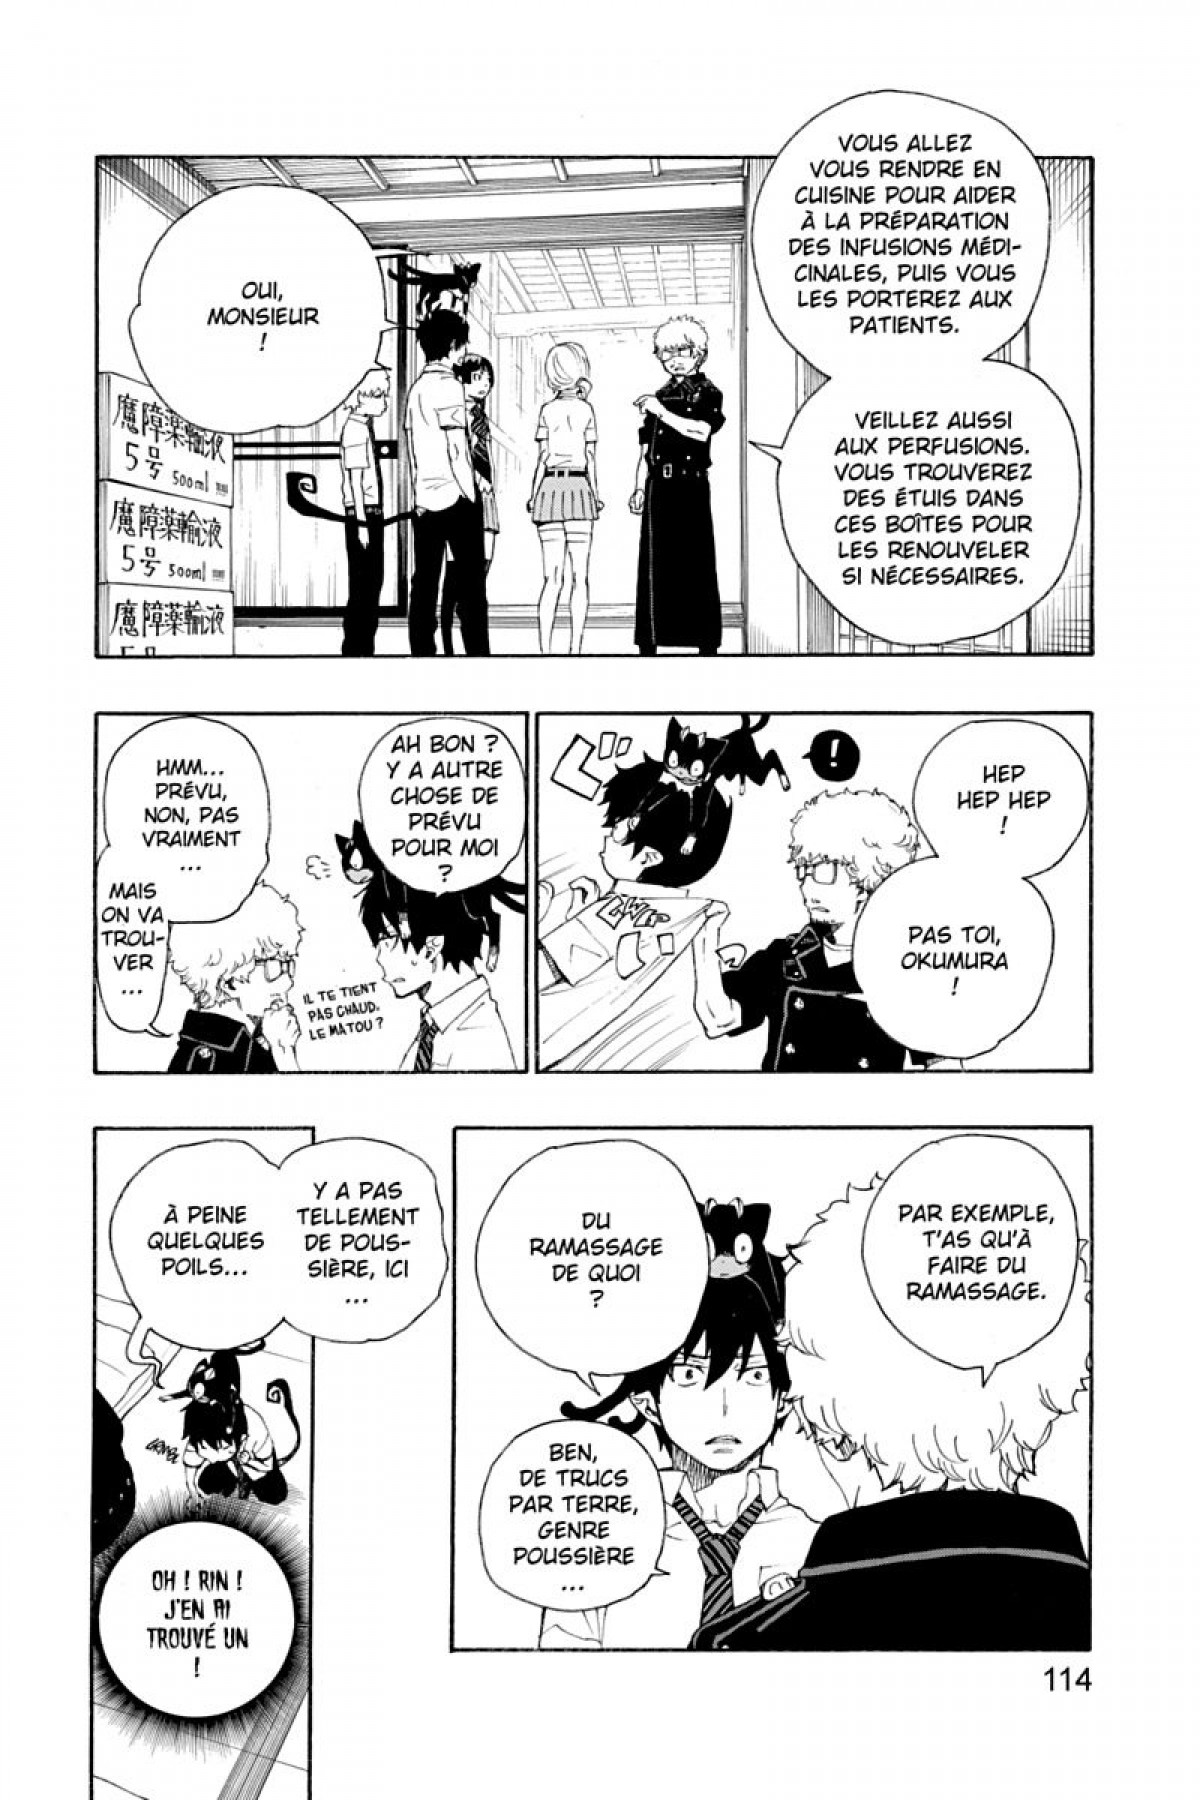 VOUS ALLEZ
VOUS RENDRE EN
CUISINE POUR AIDER
À LA PRÉPARATION
DES INFUSIONS MÉDI-
CINALES, PUIS VOUS
LES PORTEREZ AUX
PATIENTS.
VEILLEZ AUSSI
AUX PERFUSIONS.
VOUS TROUVEREZ
DES ÉTUIS DANS
CES BOÎTES POUR
LES RENOUVELER
SI NÉCESSAIRES.
OUI,
MONSIEUR
!
魔障薬輸液
5号 500ml
魔障薬輸液
5号 500ml
魔障薬輸液
HEP
HEP HEP
!
PAS TOI,
OKUMURA
!
!
GWIP
AH BON ?
Y A AUTRE
CHOSE DE
PRÉVU
POUR MOI
?
HMM...
PRÉVU,
NON, PAS
VRAIMENT
...
MAIS
ON VA
TROU-
VER
...
IL TE TIENT
PAS CHAUD,
LE MATOU ?
PAR EXEMPLE,
T'AS QU'À
FAIRE DU
RAMASSAGE.
DU
RAMASSAGE
DE QUOI
?
BEN,
DE TRUCS
PAR TERRE,
GENRE
POUSSIÈRE
...
Y A PAS
TELLEMENT
DE POUS-
SIÈRE, ICI
...
À PEINE
QUELQUES
POILS...
OH ! RIN !
J'EN AI
TROUVÉ UN
!
114